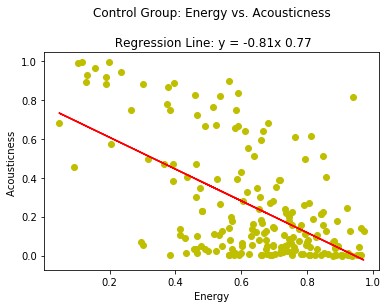 Control Group: Energy vs. Acousticness
Regression Line: y = -0.81x 0.77
1.0
0.8
0.6
0.4
0.2
0.0
Acousticness
0.2 0.4 0.6 0.8 1.0
Energy